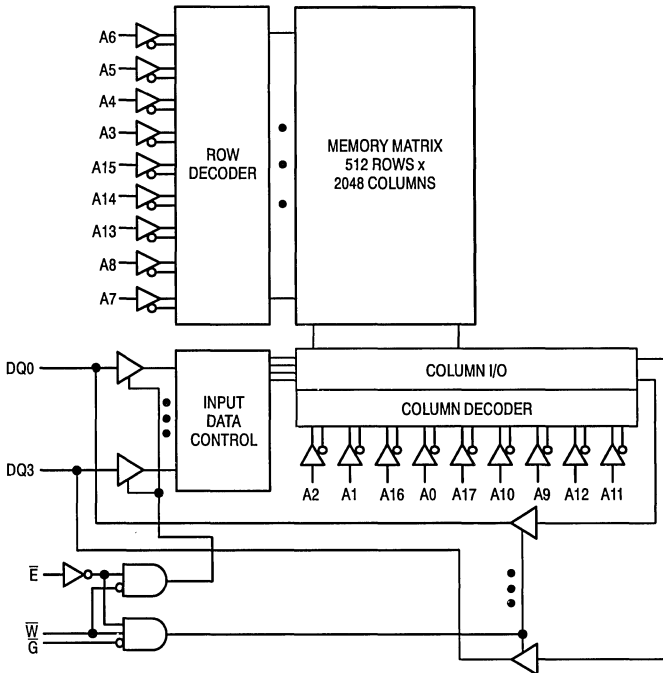 A6
A5
A4
A3
A15
A14
A13
A8
A7
ROW
DECODER
MEMORY MATRIX
512 ROWS x
2048 COLUMNS
DQ0
DQ3
INPUT
DATA
CONTROL
COLUMN I/O
COLUMN DECODER
A2 A1 A16 A0 A17 A10 A9 A12 A11
E̅
W̅
G̅